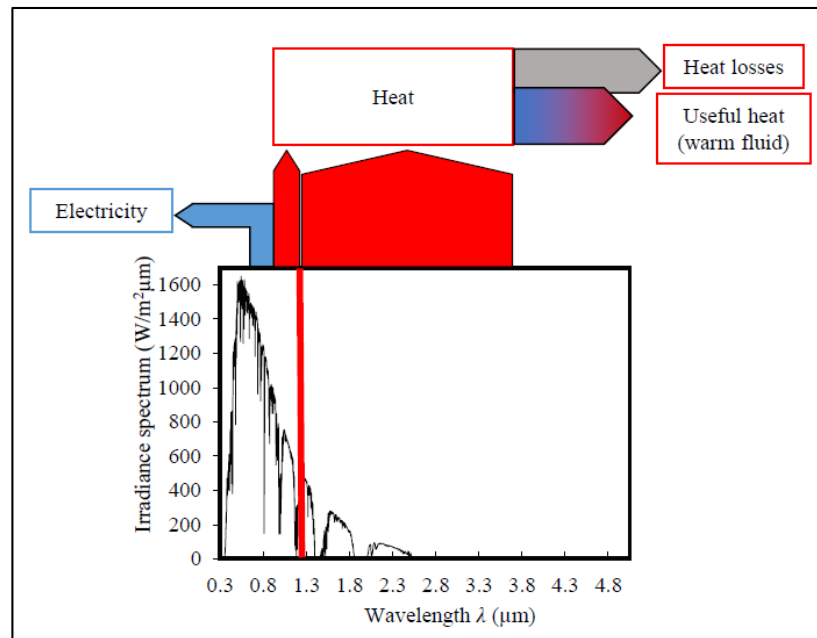 Heat losses
Heat
Useful heat
(warm fluid)
Electricity
Irradiance spectrum (W/m²μm)
1600
1400
1200
1000
800
600
400
200
0
0.3 0.8 1.3 1.8 2.3 2.8 3.3 3.8 4.3 4.8
Wavelength λ (μm)